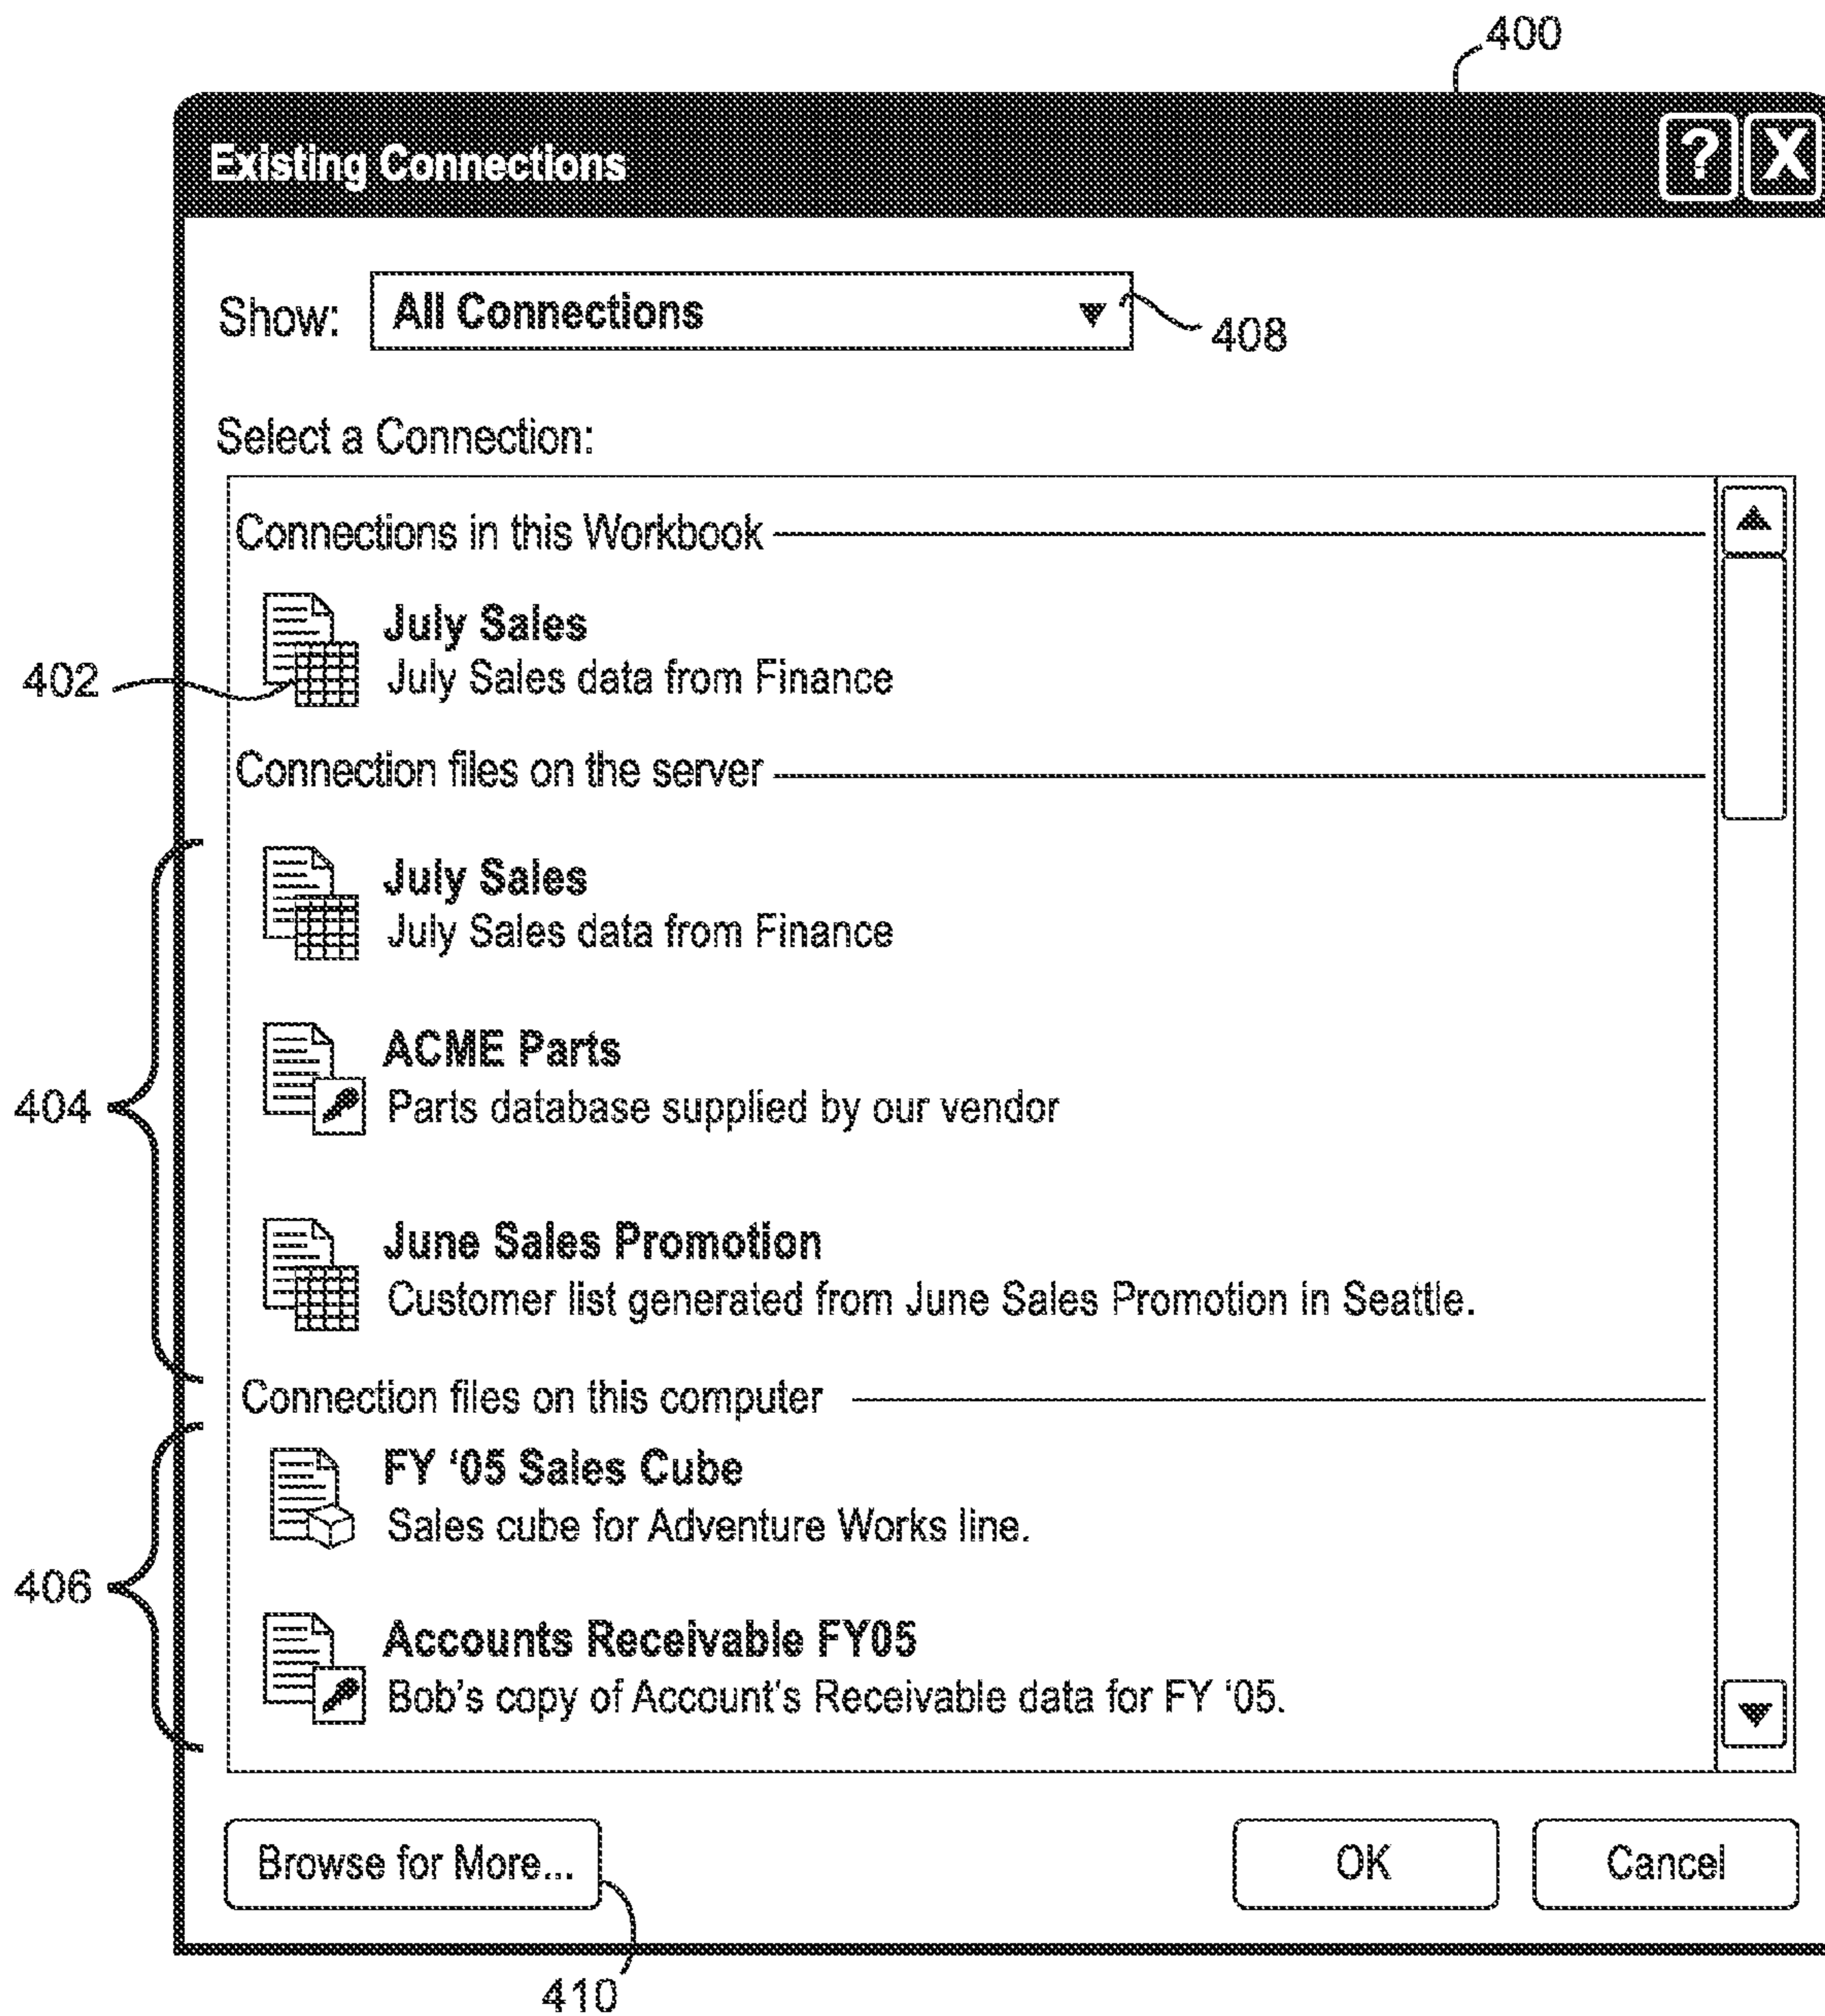 400
Existing Connections
? X
Show: All Connections
408
Select a Connection:
Connections in this Workbook
July Sales
402
July Sales data from Finance
Connection files on the server
July Sales
July Sales data from Finance
ACME Parts
404
Parts database supplied by our vendor
June Sales Promotion
Customer list generated from June Sales Promotion in Seattle.
Connection files on this computer
FY ‘05 Sales Cube
Sales cube for Adventure Works line.
406
Accounts Receivable FY05
Bob’s copy of Account’s Receivable data for FY ‘05.
Browse for More... OK Cancel
410